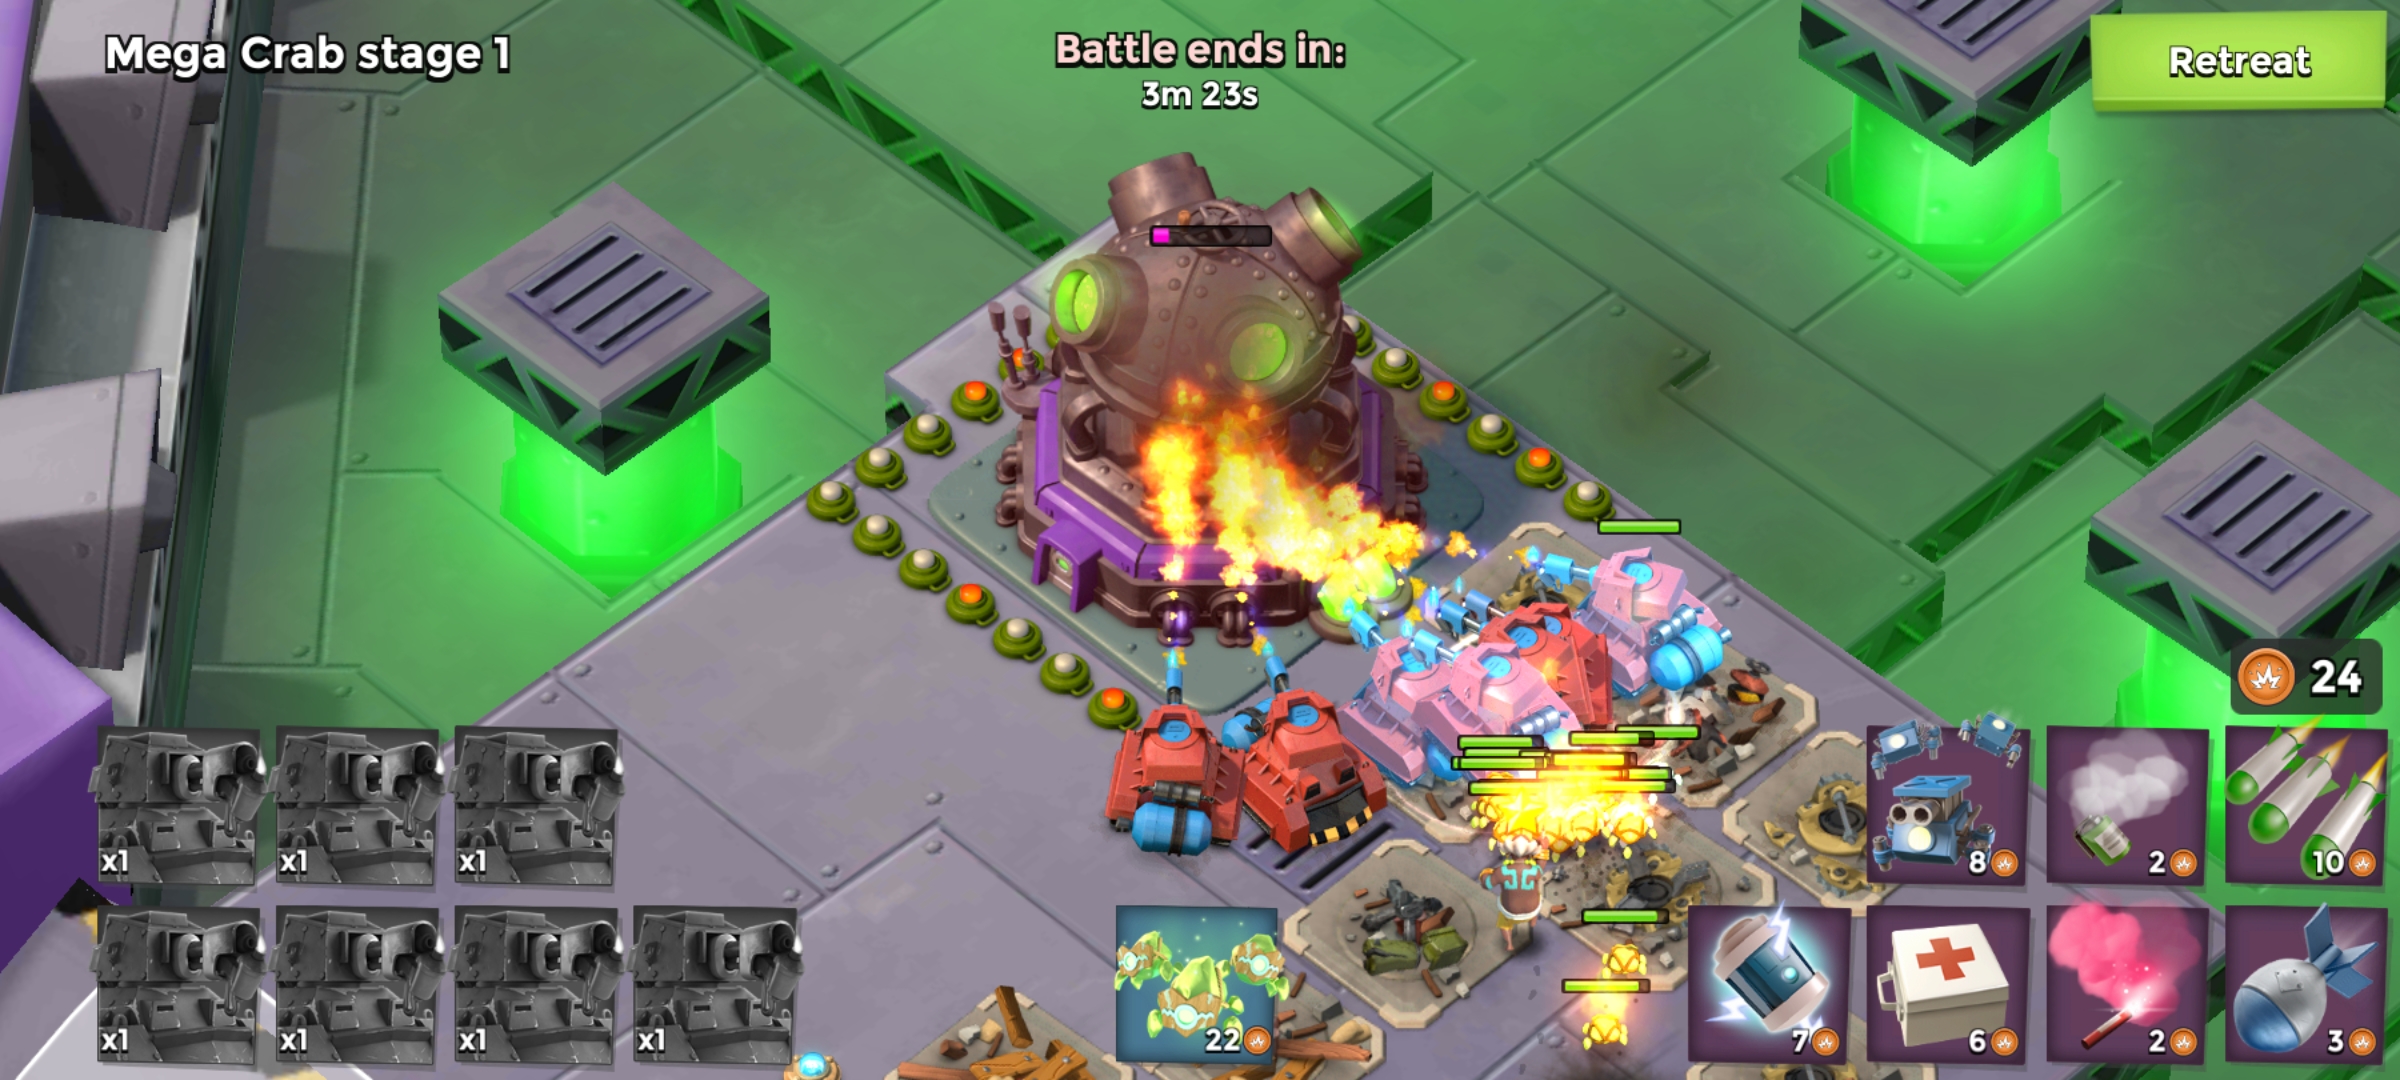 Mega Crab stage 1
Battle ends in:
3m 23s
Retreat
24
x1
x1
x1
8
2
10
x1
x1
x1
x1
22
7
6
2
3